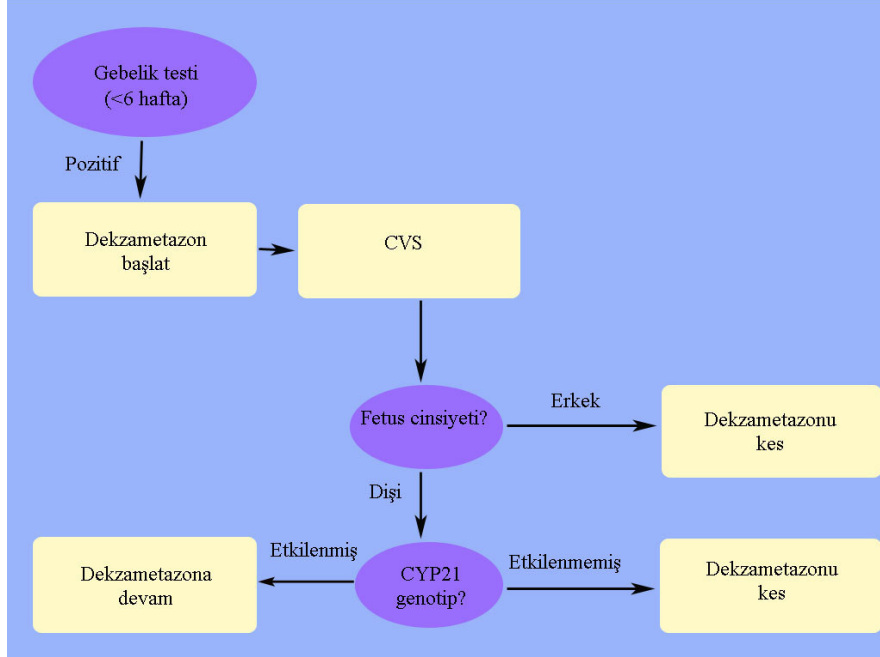 Gebelik testi
(<6 hafta)
Pozitif
Dekzametazon
başlat
CVS
Fetus cinsiyeti?
Erkek
Dekzametazonu
kes
Dişi
Etkilenmiş
Dekzametazona
devam
CYP21
genotip?
Etkilenmemiş
Dekzametazonu
kes